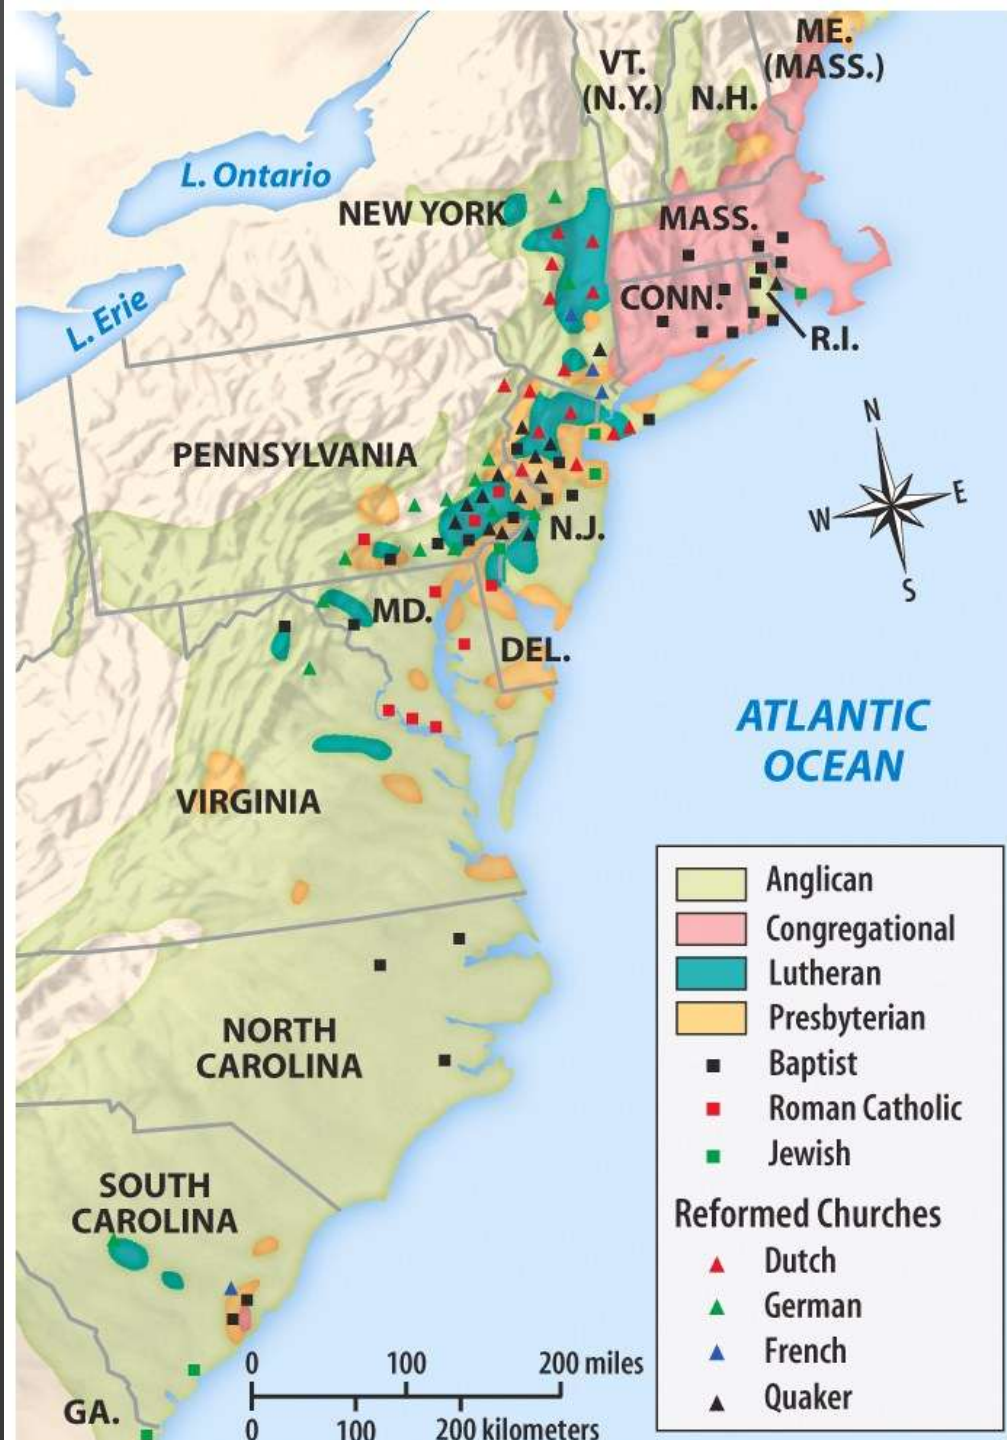 ME.
(MASS.)
VT.
(N.Y.)
N.H.
L. Ontario
NEW YORK
MASS.
L. Erie
CONN.
R.I.
N
PENNSYLVANIA
W
E
S
N.J.
MD.
DEL.
ATLANTIC
OCEAN
VIRGINIA
NORTH
CAROLINA
SOUTH
CAROLINA
GA.
0 100 200 miles
0 100 200 kilometers
Anglican
Congregational
Lutheran
Presbyterian
Baptist
Roman Catholic
Jewish
Reformed Churches
Dutch
German
French
Quaker